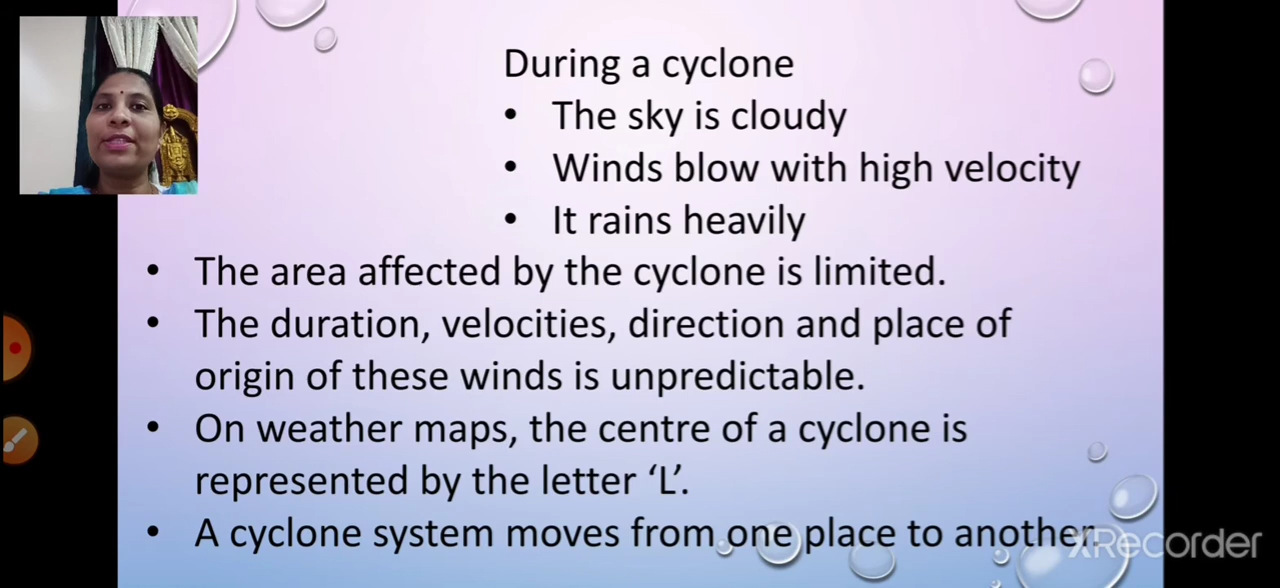 During a cyclone
• The sky is cloudy
• Winds blow with high velocity
• It rains heavily
• The area affected by the cyclone is limited.
• The duration, velocities, direction and place of
origin of these winds is unpredictable.
• On weather maps, the centre of a cyclone is
represented by the letter ‘L’.
• A cyclone system moves from one place to another.
XRecorder